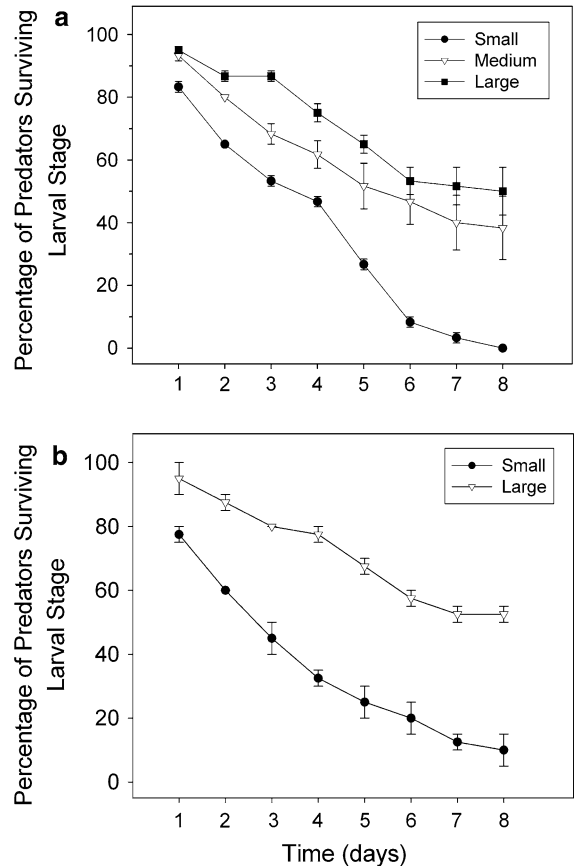 a
Percentage of Predators Surviving
Larval Stage
100
80
60
40
20
0
Small
Medium
Large
1 2 3 4 5 6 7 8
b
Percentage of Predators Surviving
Larval Stage
100
80
60
40
20
0
Small
Large
1 2 3 4 5 6 7 8
Time (days)